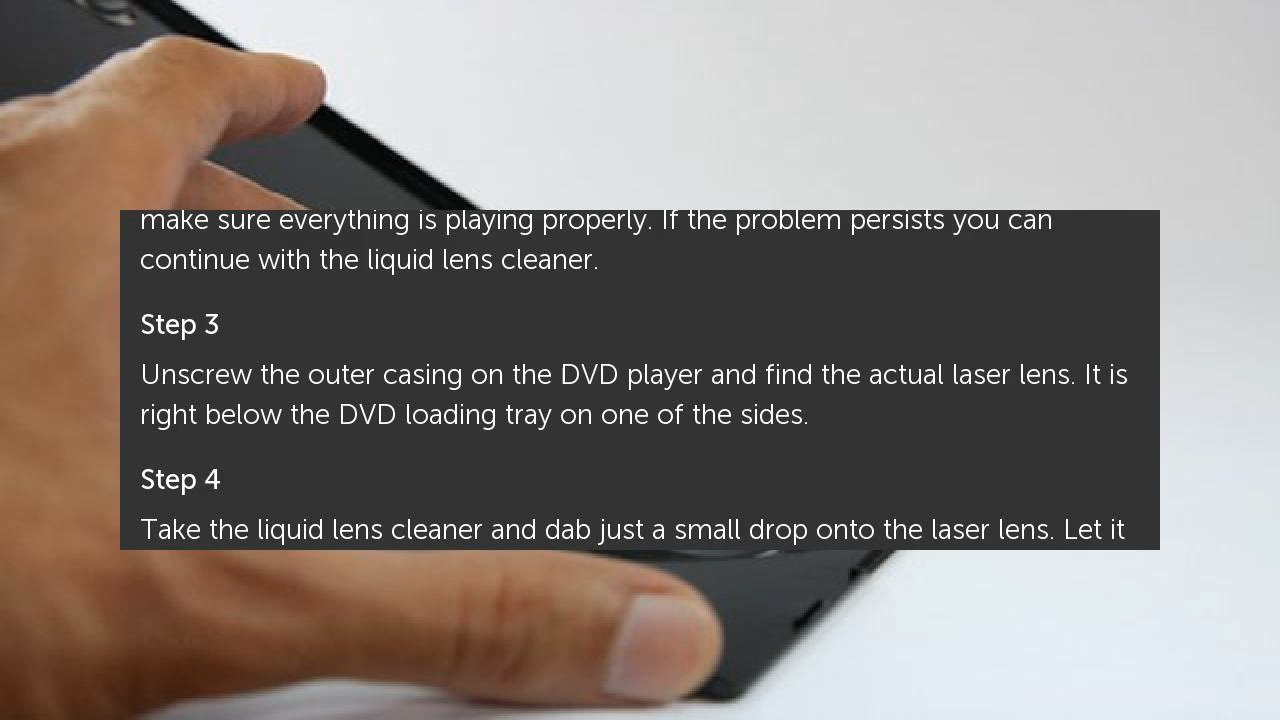 make sure everything is playing properly. If the problem persists you can
continue with the liquid lens cleaner.
Step 3
Unscrew the outer casing on the DVD player and find the actual laser lens. It is
right below the DVD loading tray on one of the sides.
Step 4
Take the liquid lens cleaner and dab just a small drop onto the laser lens. Let it